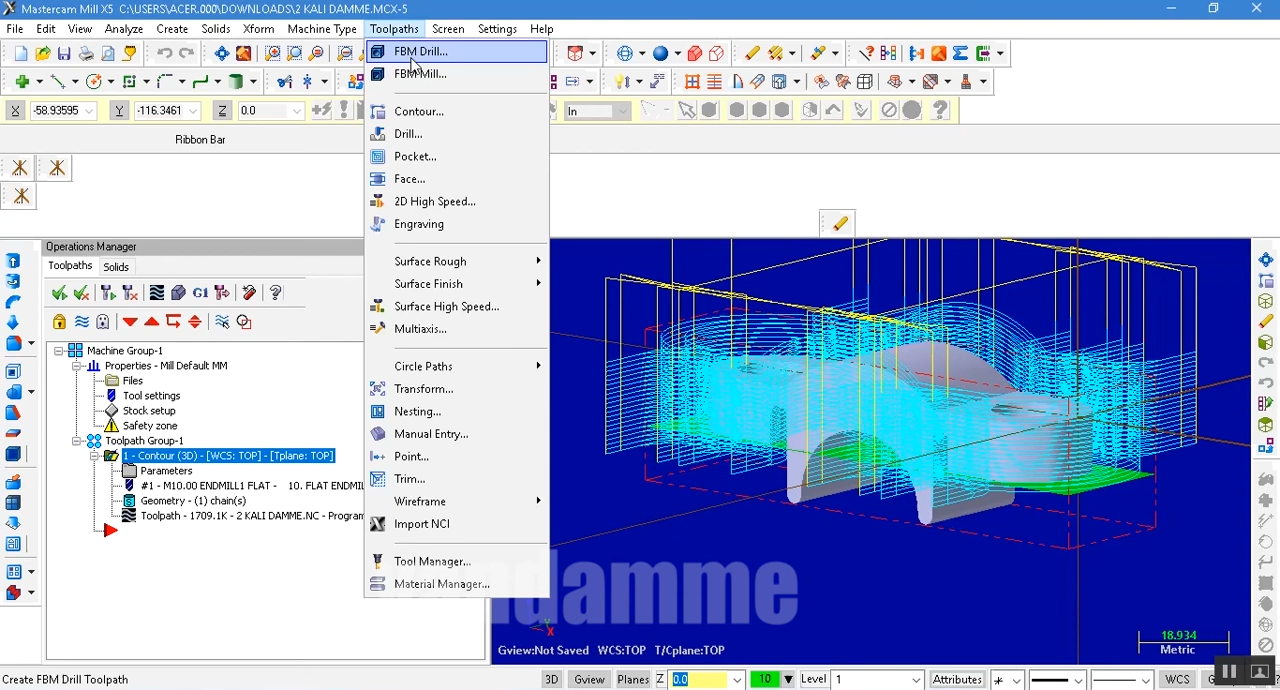 Mastercam Mill X5 C:\USERS\ACER.000\DOWNLOADS\2 KALI DAMME.MCX-5
File Edit View Analyze Create Solids Xform Machine Type Toolpaths Screen Settings Help
FBM Drill...
FBM Mill...
X -58.93595 Y -116.3461 Z 0.0 In
Contour...
Ribbon Bar
Drill...
Pocket...
Face...
2D High Speed...
Engraving
Surface Rough
Surface Finish
Surface High Speed...
Multiaxis...
Circle Paths
Transform...
Nesting...
Manual Entry...
Point...
Trim...
Wireframe
Import NCI
Tool Manager...
Material Manager...
Operations Manager
Toolpaths Solids
G1
Machine Group-1
Properties - Mill Default MM
Files
Tool settings
Stock setup
Safety zone
Toolpath Group-1
1 - Contour (3D) - [WCS: TOP] - [Tplane: TOP]
Parameters
#1 - M10.00 ENDMILL1 FLAT - 10. FLAT ENDMIL
Geometry - (1) chain(s)
Toolpath - 1709.1K - 2 KALI DAMME.NC - Program
damme
X
18.934
Metric
Gview:Not Saved WCS:TOP T/Cplane:TOP
Create FBM Drill Toolpath
3D Gview Planes Z 0.0 10 Level 1 Attributes WCS